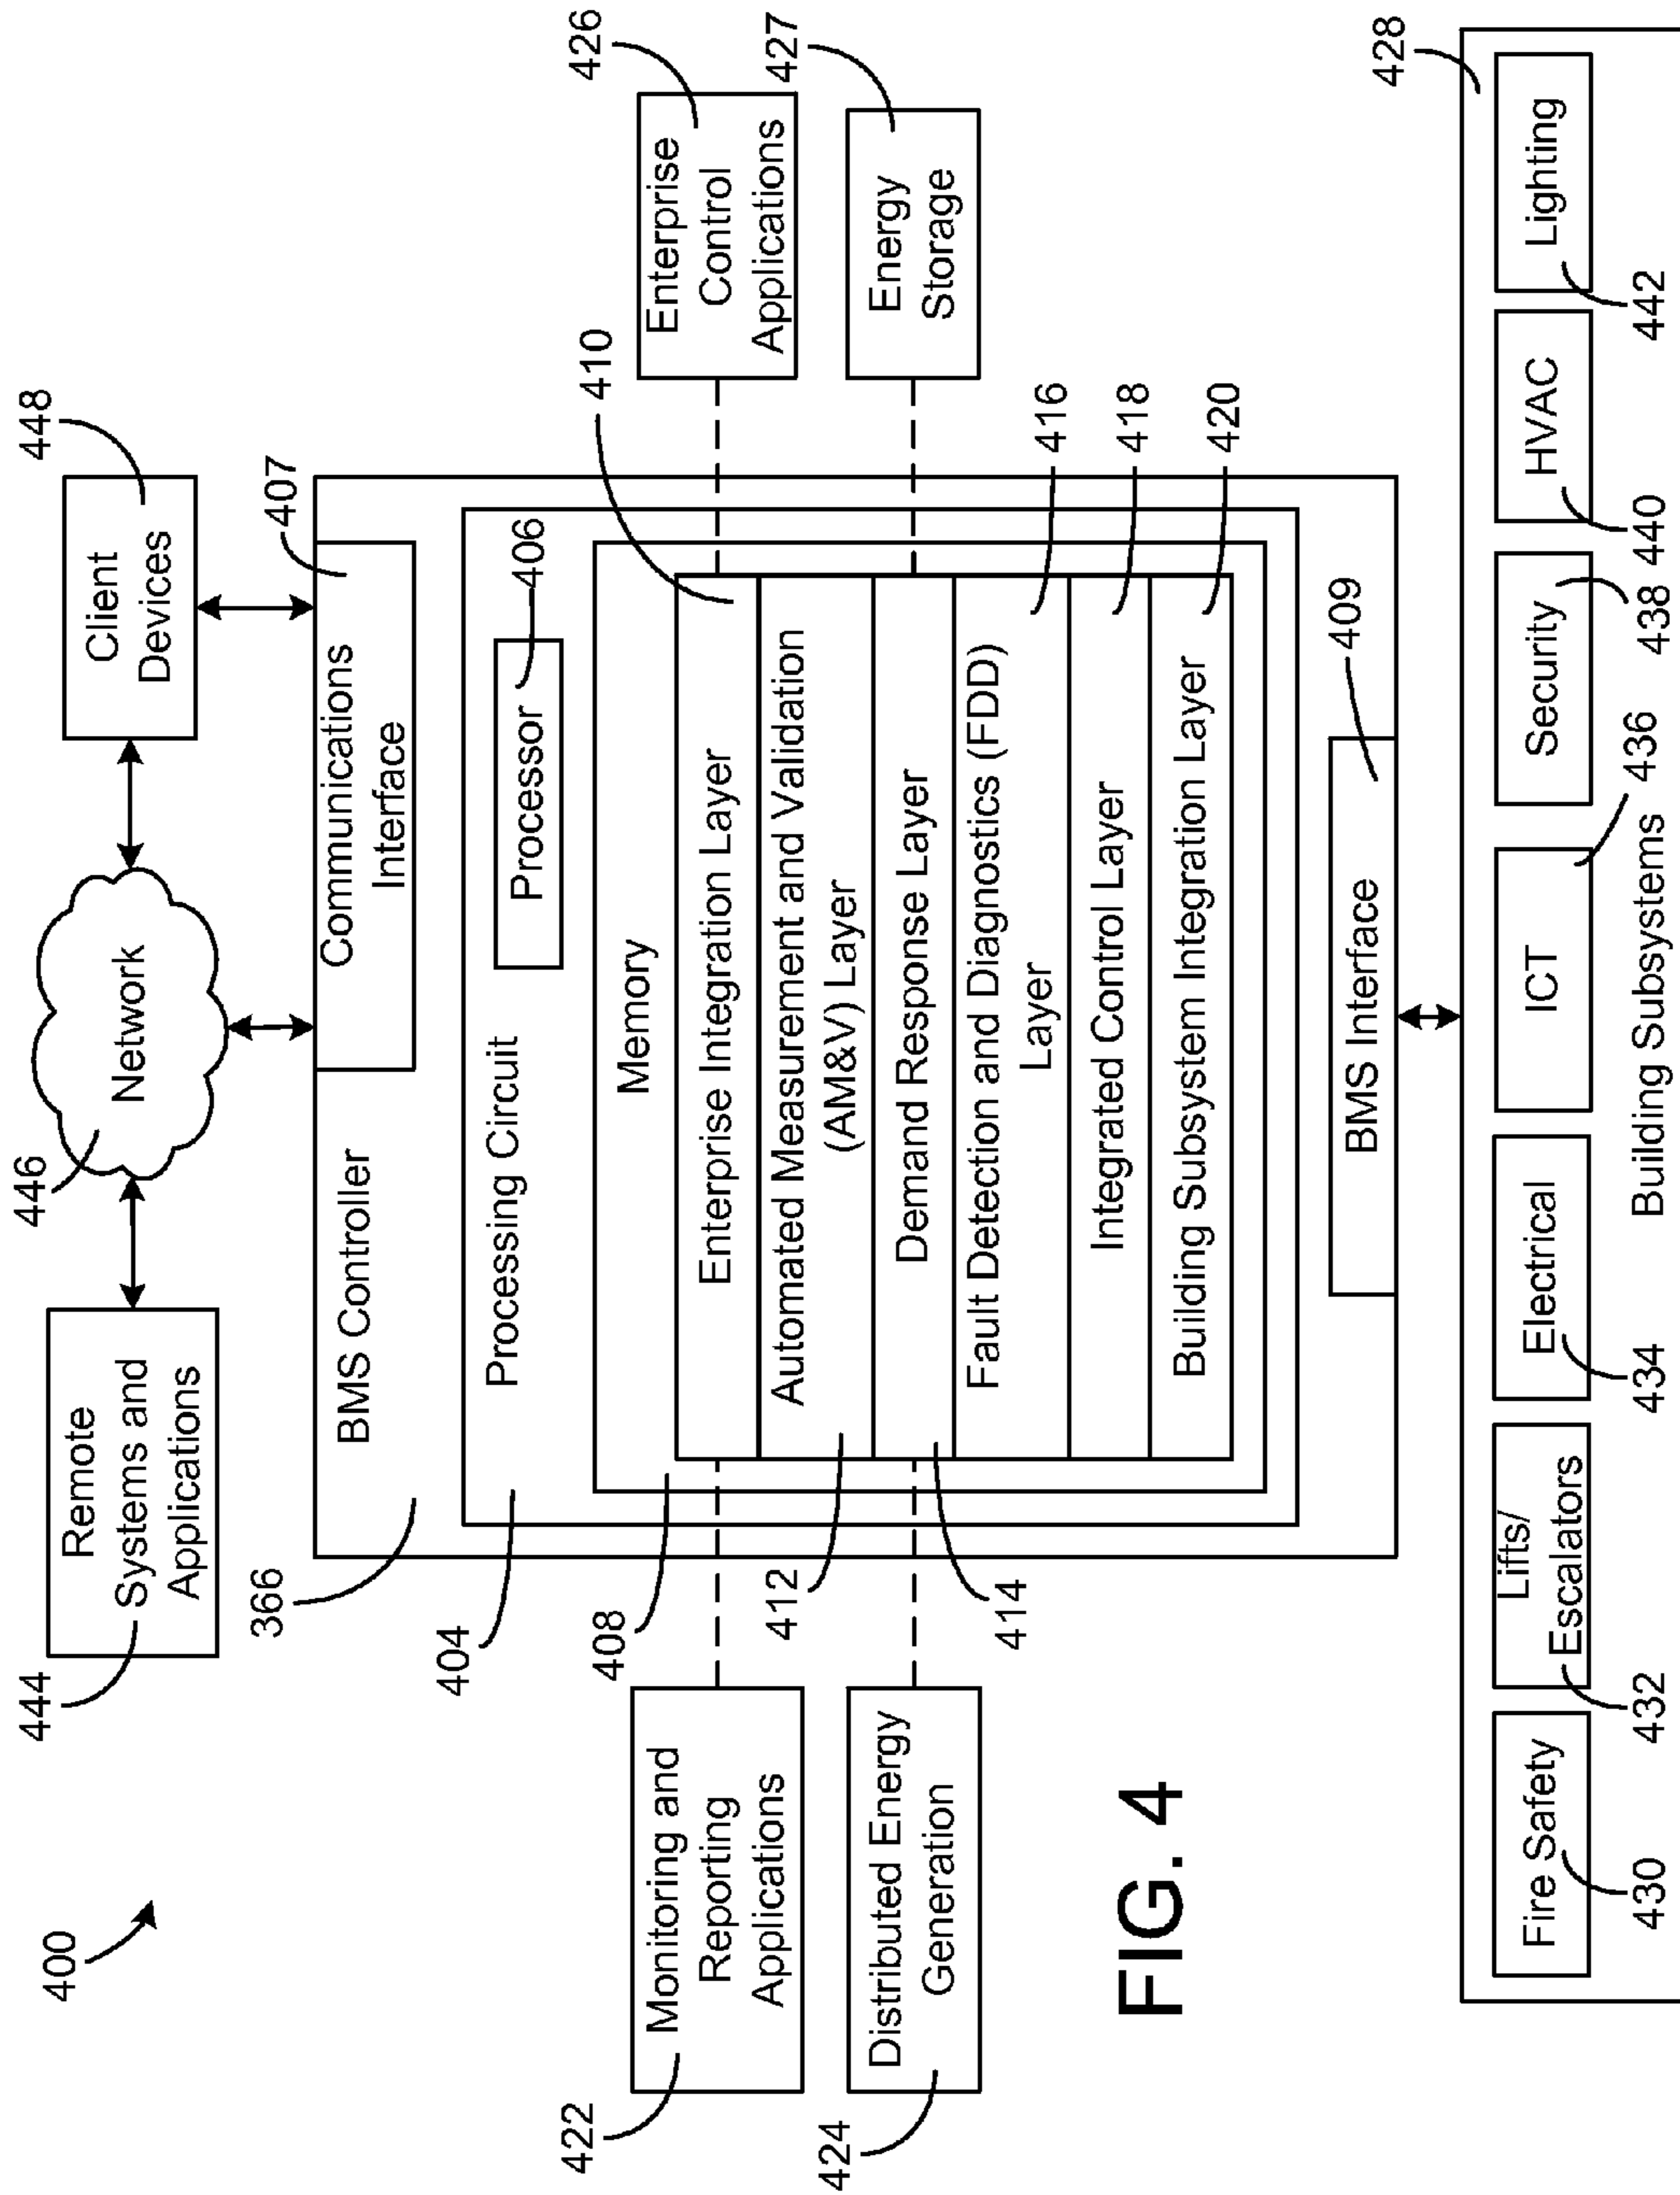 400
444
Remote
Systems and
Applications
446
Network
448
Client
Devices
366
BMS Controller
407
Communications
Interface
404
Processing Circuit
Processor
406
408
Memory
410
Enterprise Integration Layer
Automated Measurement and Validation
(AM&V) Layer
412
Demand Response Layer
414
Fault Detection and Diagnostics (FDD)
Layer
416
Integrated Control Layer
418
Building Subsystem Integration Layer
420
422
Monitoring and
Reporting
Applications
424
Distributed Energy
Generation
426
Enterprise
Control
Applications
427
Energy
Storage
BMS Interface
409
FIG. 4
428
Fire Safety
430
Lifts/
Escalators
432
Electrical
434
ICT
436
Security
438
HVAC
440
Lighting
442
Building Subsystems